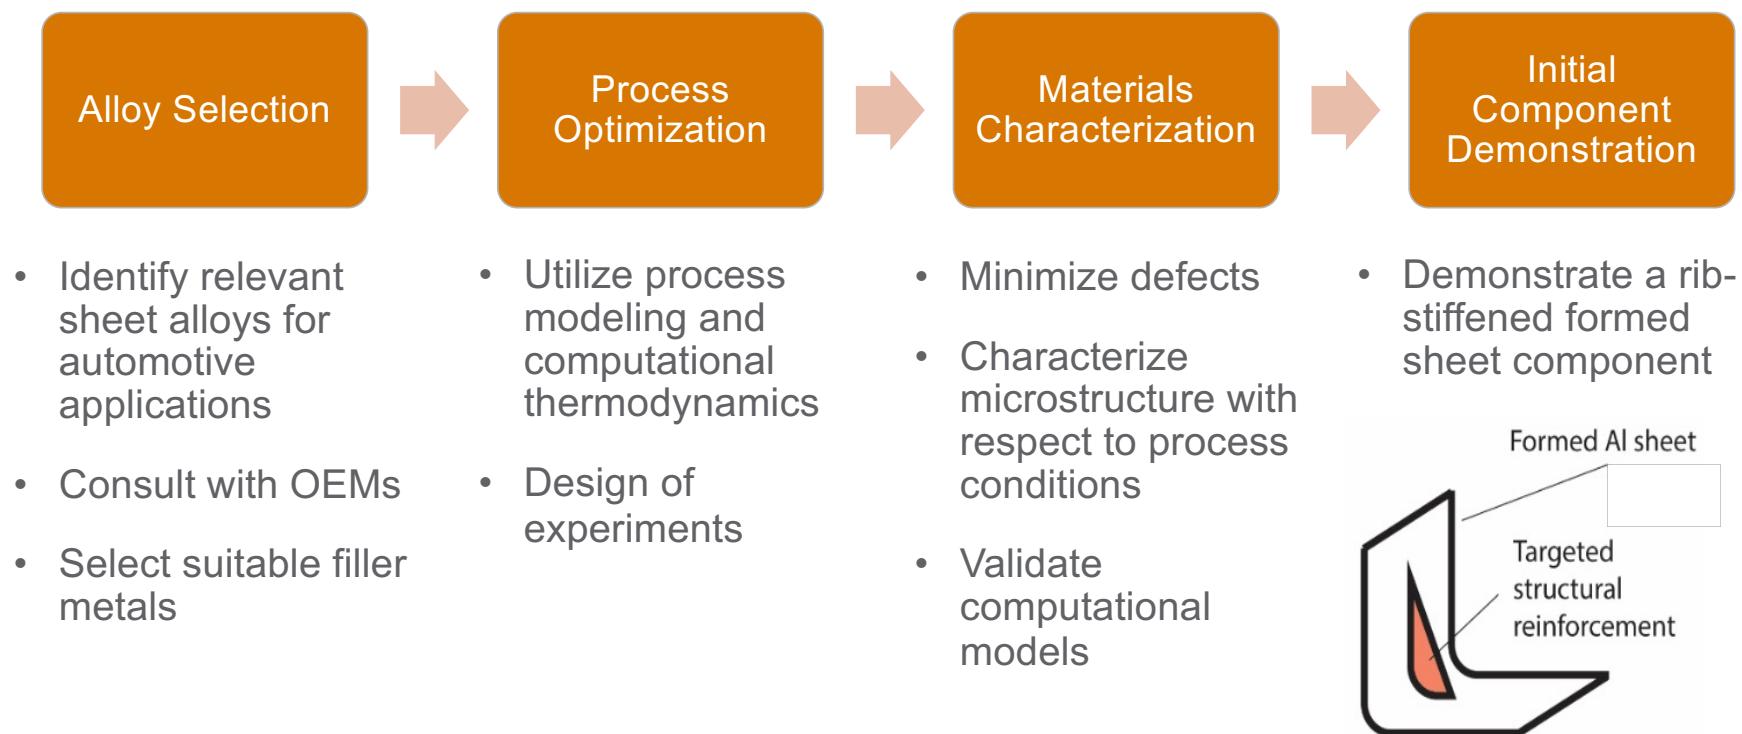 Alloy Selection
Process
Optimization
Materials
Characterization
Initial
Component
Demonstration
• Identify relevant
sheet alloys for
automotive
applications
• Consult with OEMs
• Select suitable filler
metals
• Utilize process
modeling and
computational
thermodynamics
• Design of
experiments
• Minimize defects
• Characterize
microstructure with
respect to process
conditions
• Validate
computational
models
• Demonstrate a rib-
stiffened formed
sheet component
Formed Al sheet
Targeted
structural
reinforcement